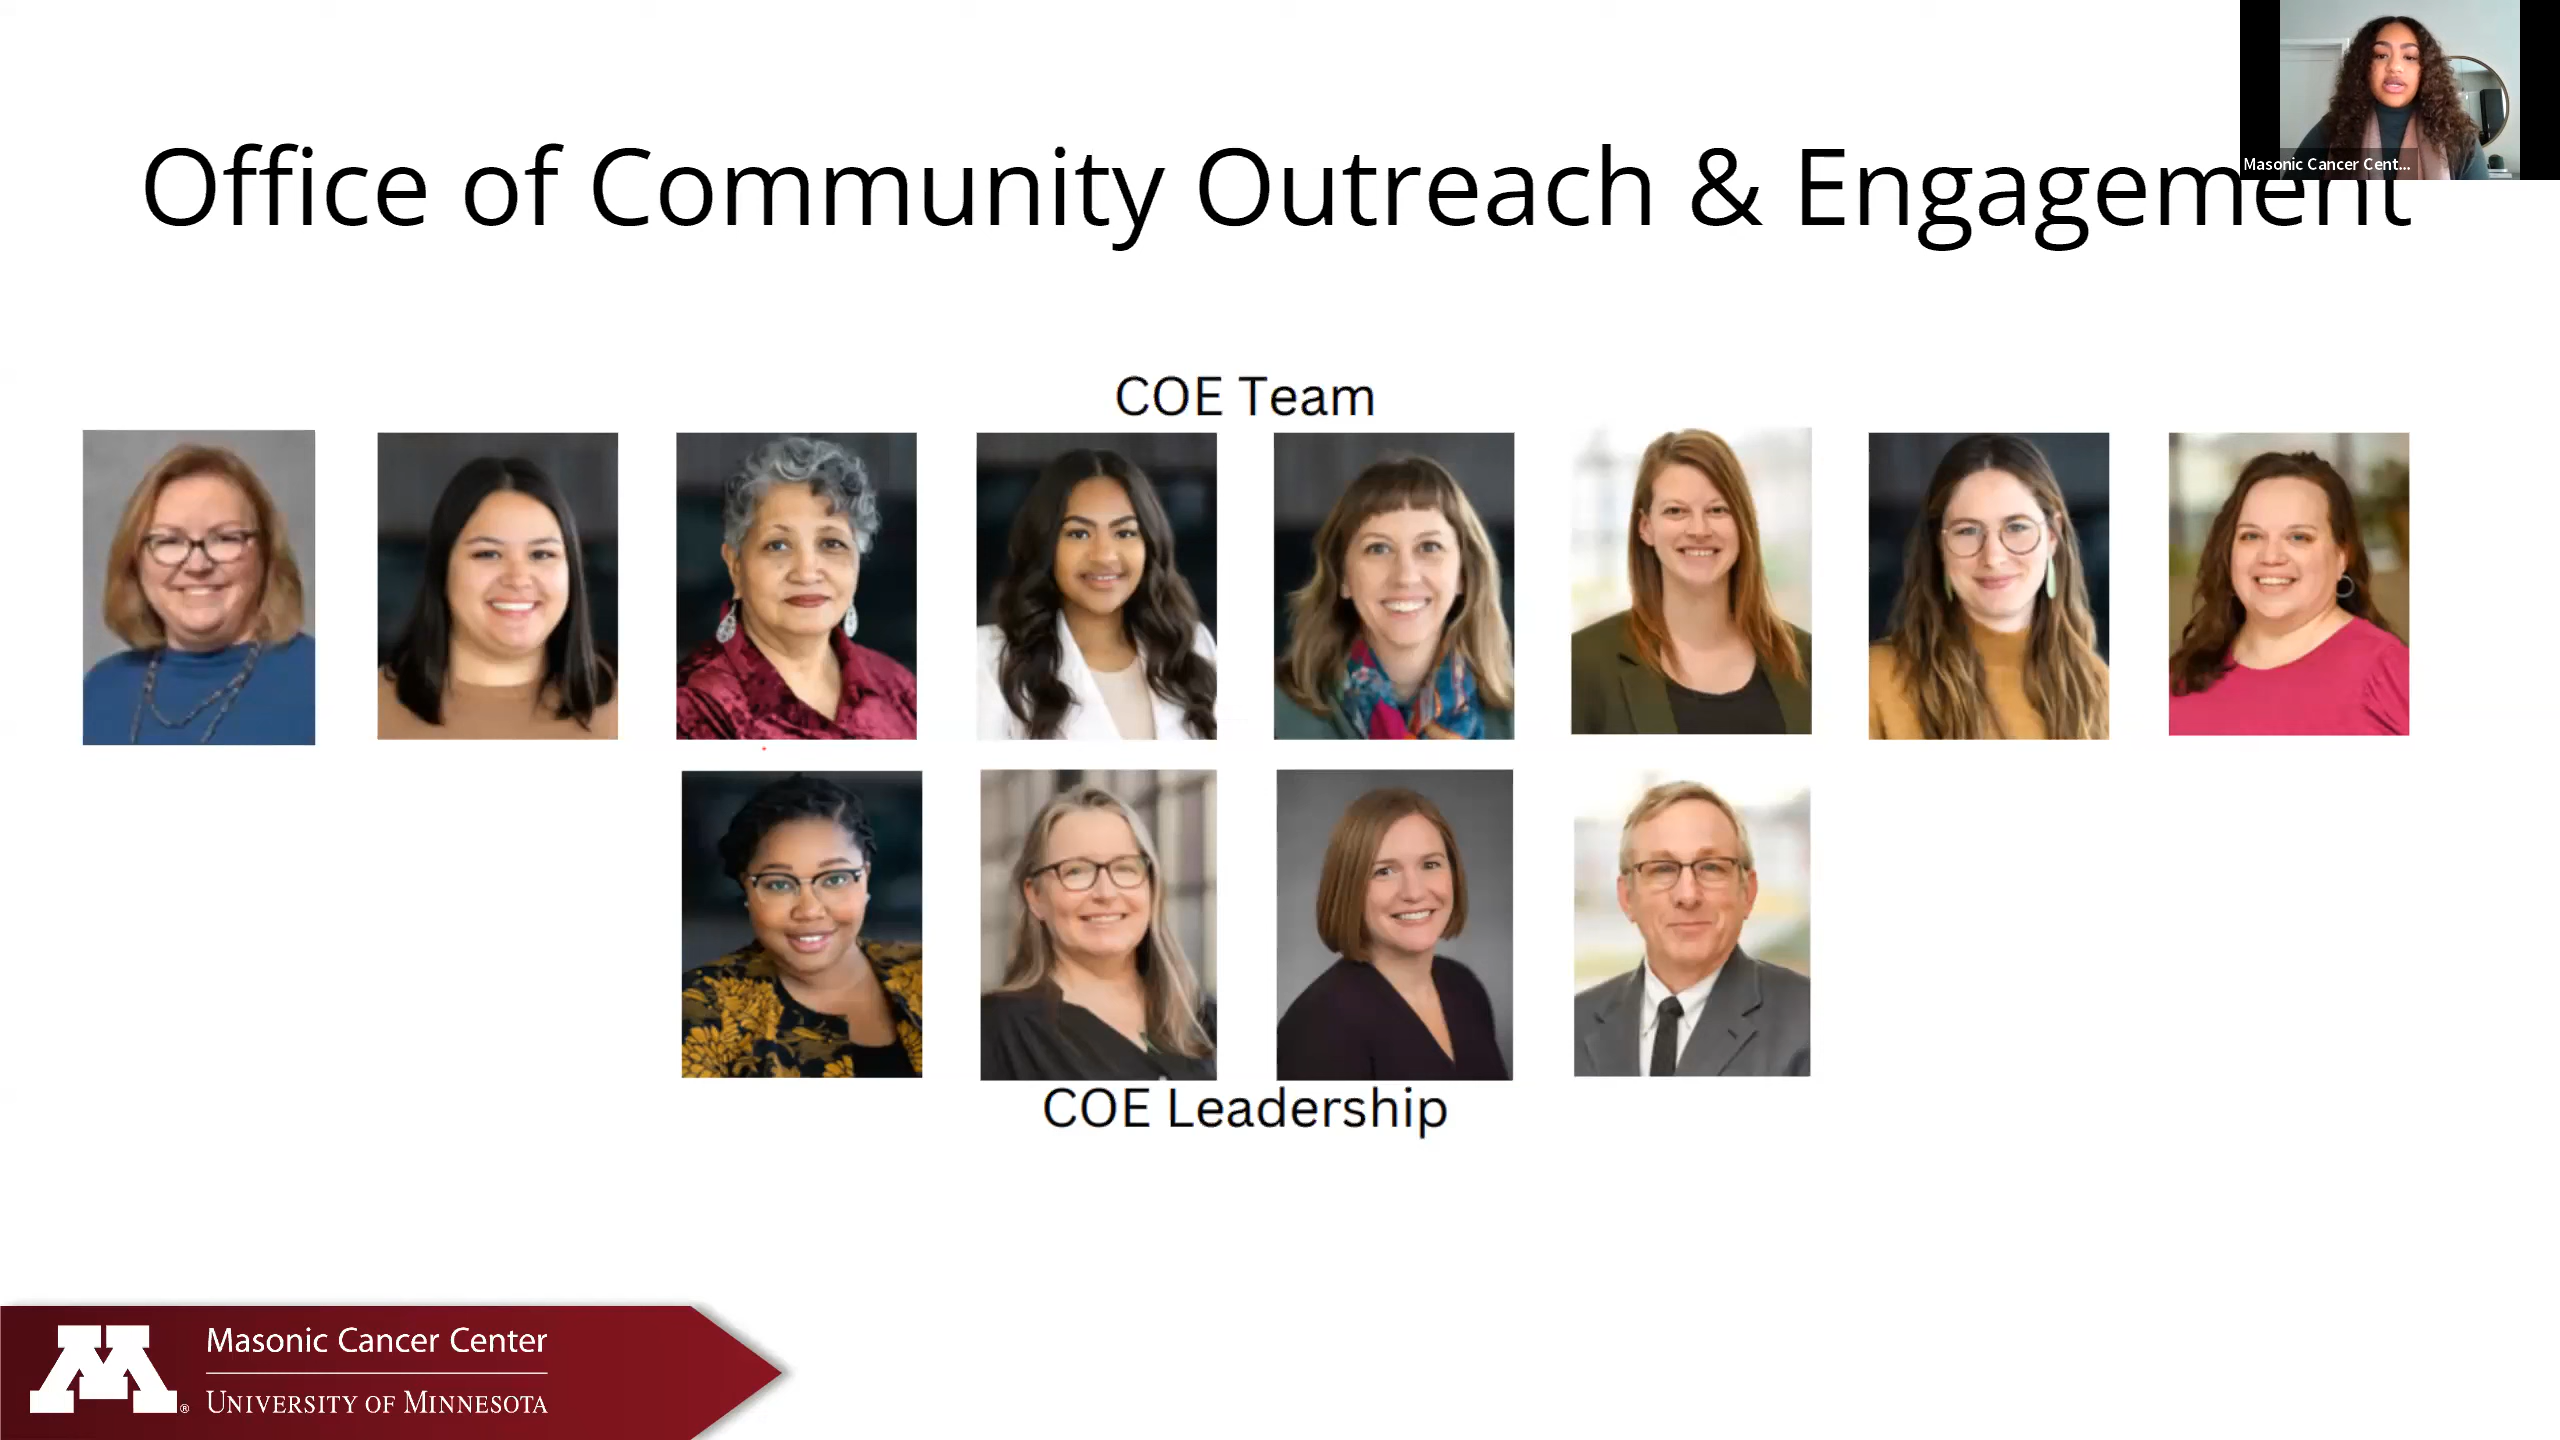 Masonic Cancer Cent...
Office of Community Outreach & Engagement
COE Team
COE Leadership
M®
Masonic Cancer Center
UNIVERSITY OF MINNESOTA